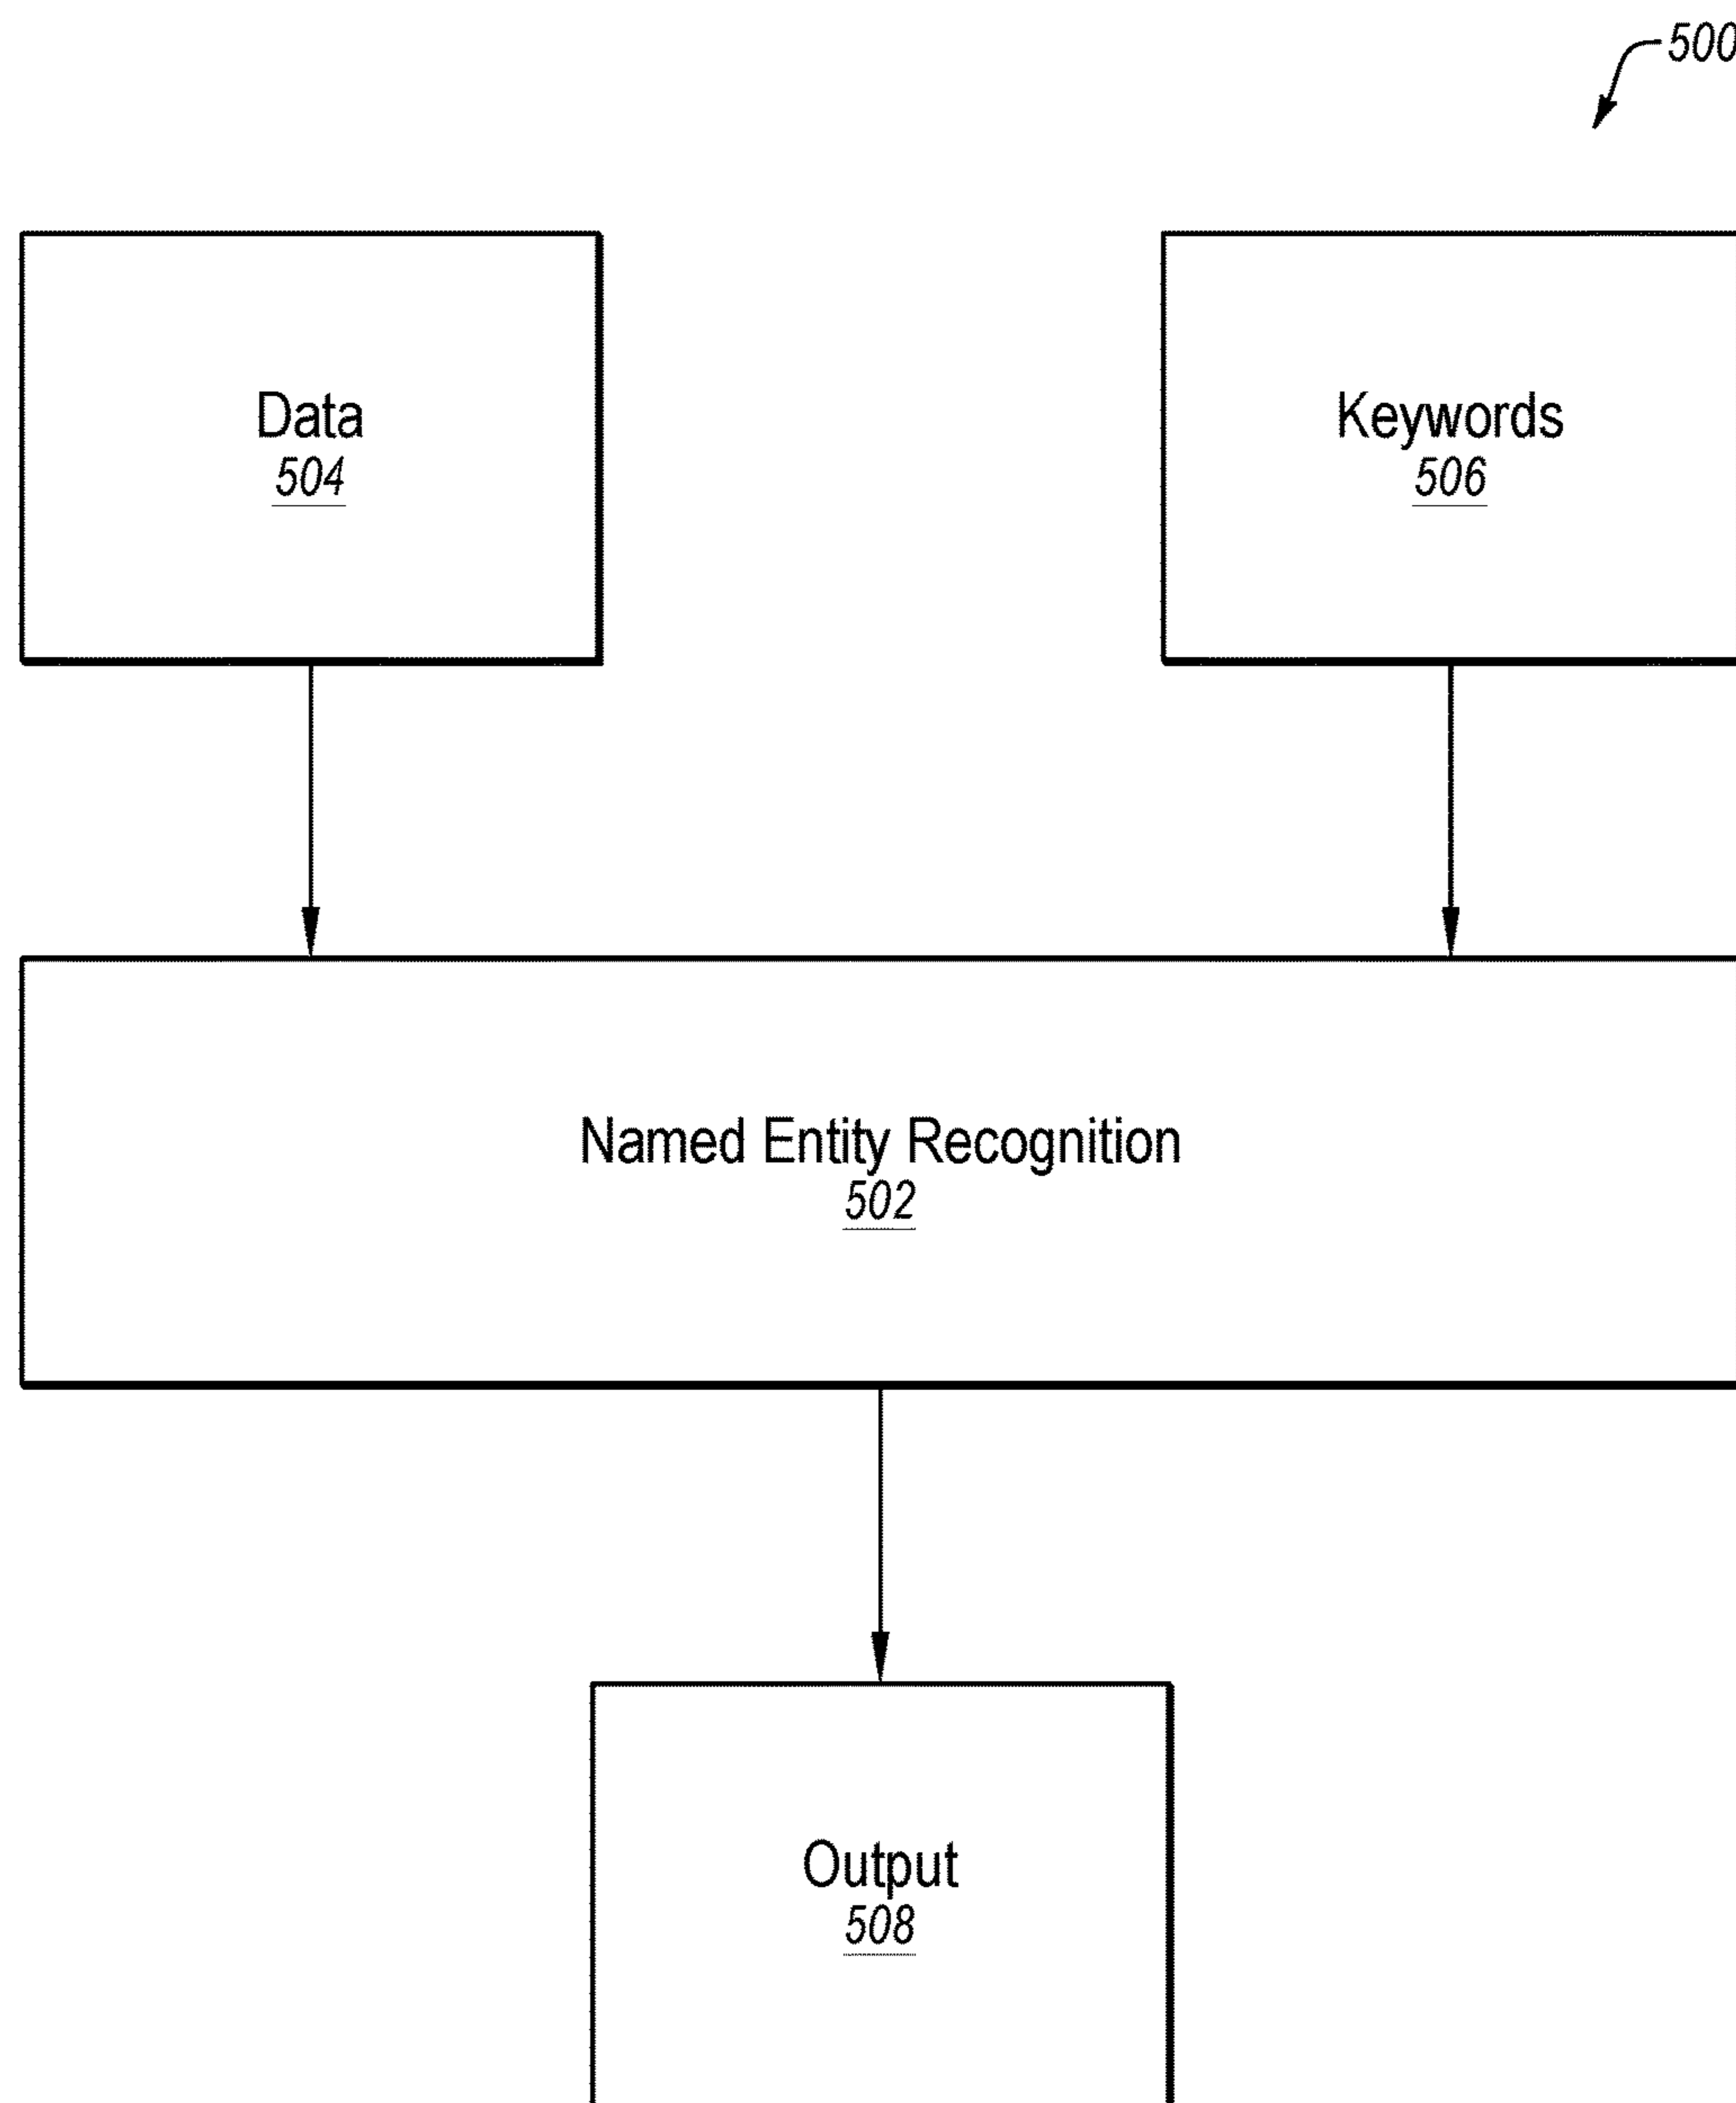 500
Data
504
Keywords
506
Named Entity Recognition
502
Output
508